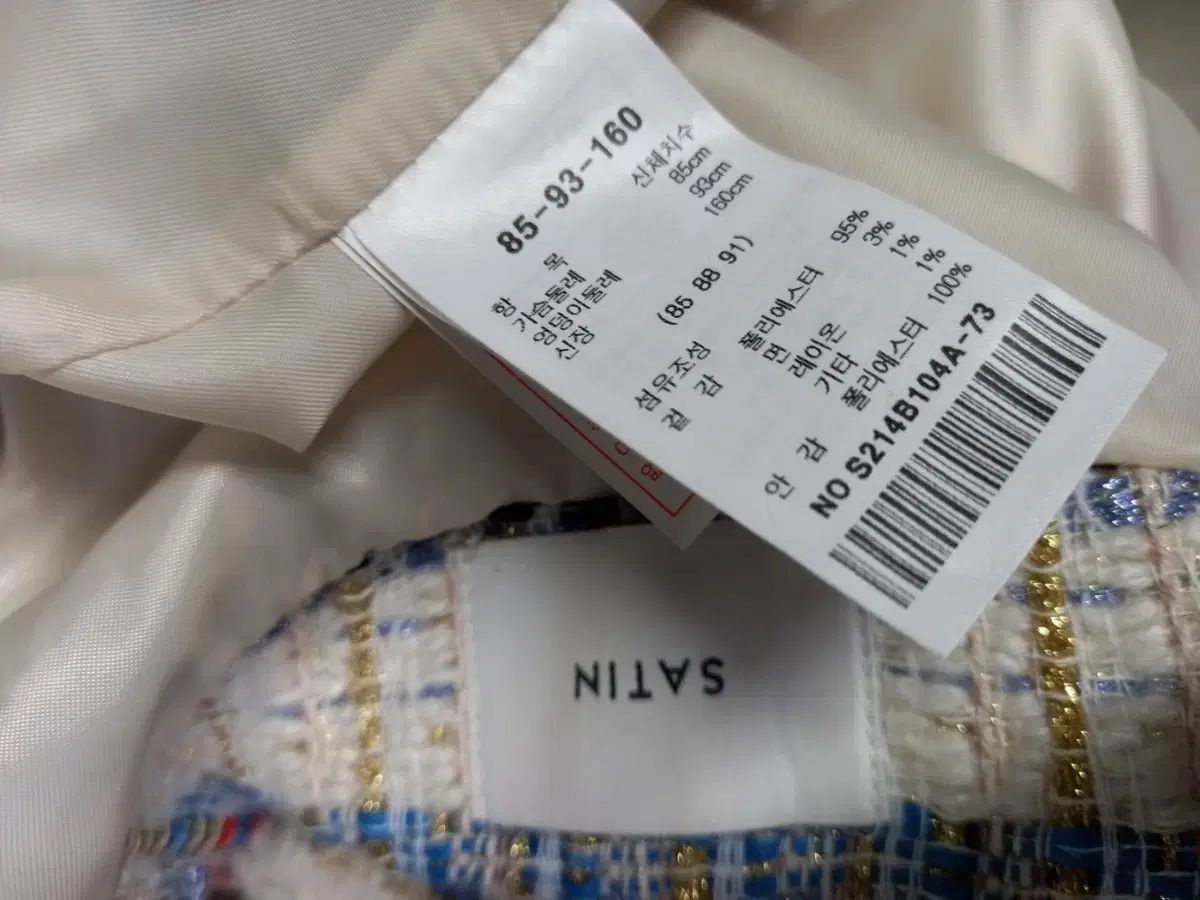 85-93-160
항 목 신체치수
가슴둘레 85cm
엉덩이둘레 93cm
신장 160cm
(85 88 91)
섬유조성
겉 감 폴리에스터 95%
면 3%
레이온 1%
기타 1%
안 감 폴리에스터 100%
NO S214B104A-73
SATIN